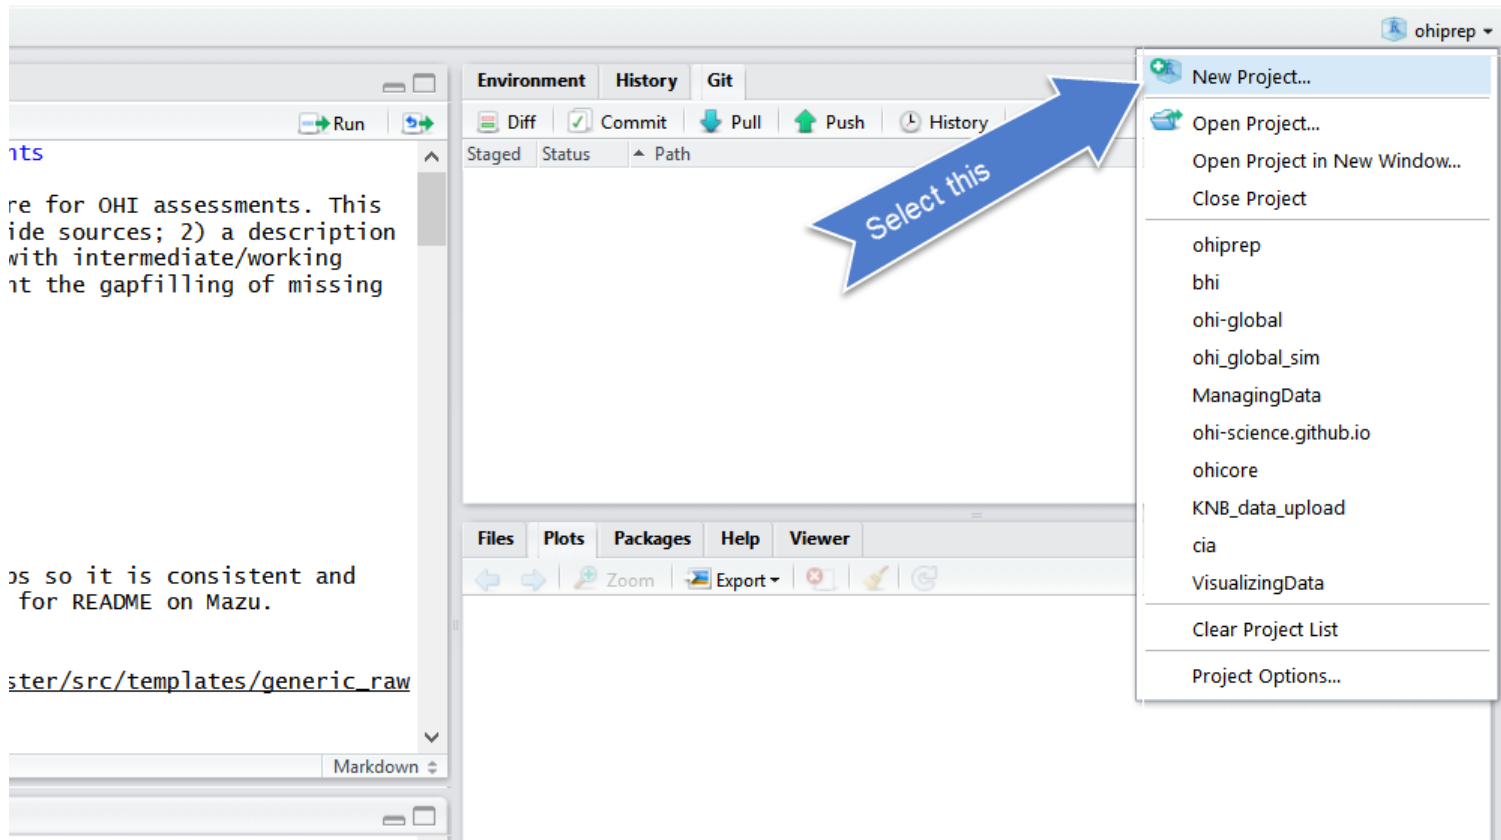 ohiprep
Run
nts
re for OHI assessments. This
ide sources; 2) a description
with intermediate/working
nt the gapfilling of missing
os so it is consistent and
for README on Mazu.
ster/src/templates/generic_raw
Markdown
Environment History Git
Diff Commit Pull Push History
Staged Status Path
Select this
Files Plots Packages Help Viewer
Zoom Export
New Project...
Open Project...
Open Project in New Window...
Close Project
ohiprep
bhi
ohi-global
ohi_global_sim
ManagingData
ohi-science.github.io
ohicore
KNB_data_upload
cia
VisualizingData
Clear Project List
Project Options...